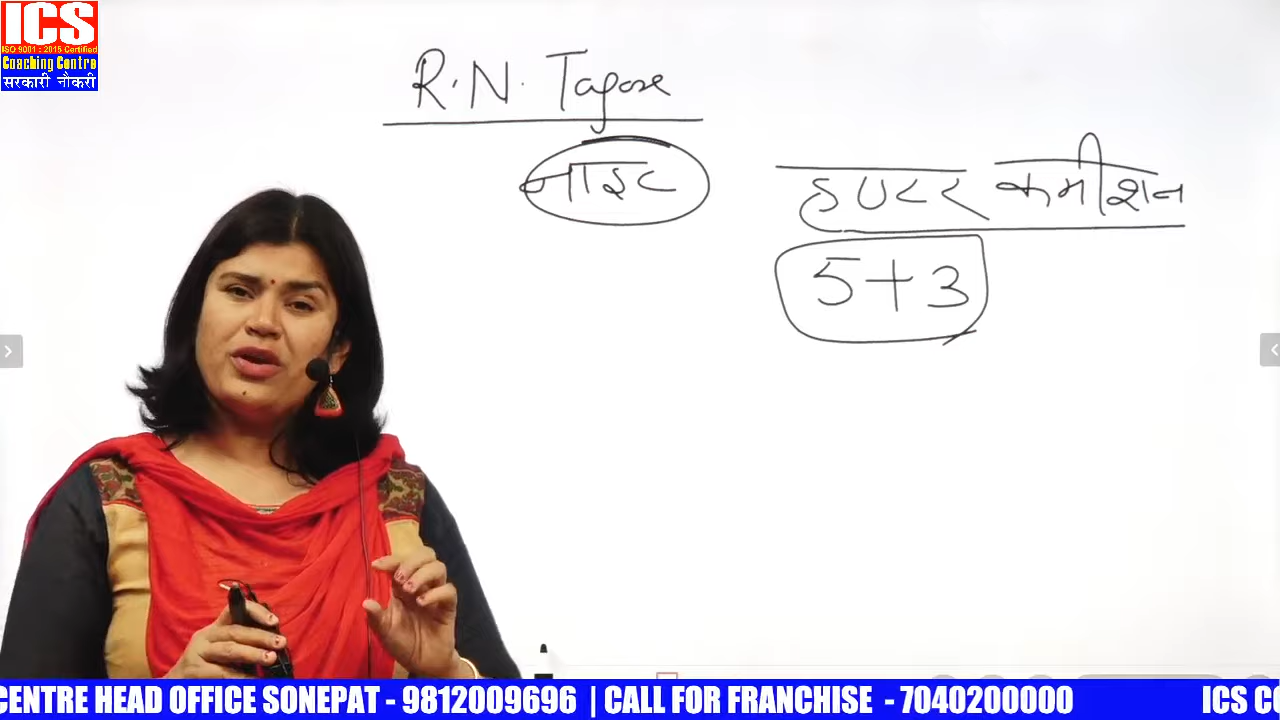 ICS
ISO 9001 : 2015 Certified
Coaching Centre
सरकारी नौकरी
R.N. Tagore
नाइट
हण्टर कमीशन
5+3
CENTRE HEAD OFFICE SONEPAT - 9812009696 | CALL FOR FRANCHISE - 7040200000 ICS CO